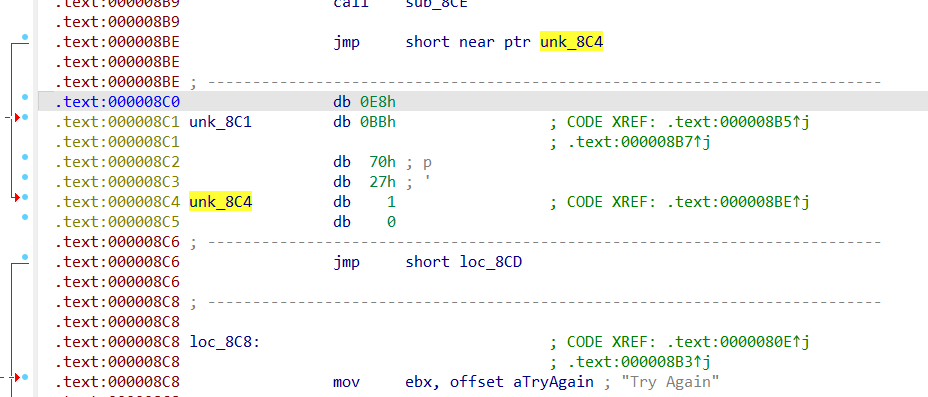 .text:000008B9 call sub_8CE
.text:000008B9
.text:000008BE jmp short near ptr unk_8C4
.text:000008BE
.text:000008BE ; ---------------------------------------------------------------------------
.text:000008C0 db 0E8h
.text:000008C1 unk_8C1 db 0BBh ; CODE XREF: .text:000008B5↑j
.text:000008C1 ; .text:000008B7↑j
.text:000008C2 db 70h ; p
.text:000008C3 db 27h ; '
.text:000008C4 unk_8C4 db 1 ; CODE XREF: .text:000008BE↑j
.text:000008C5 db 0
.text:000008C6 ; ---------------------------------------------------------------------------
.text:000008C6 jmp short loc_8CD
.text:000008C6
.text:000008C8 ; ---------------------------------------------------------------------------
.text:000008C8
.text:000008C8 loc_8C8: ; CODE XREF: .text:0000080E↑j
.text:000008C8 ; .text:000008B3↑j
.text:000008C8 mov ebx, offset aTryAgain ; "Try Again"